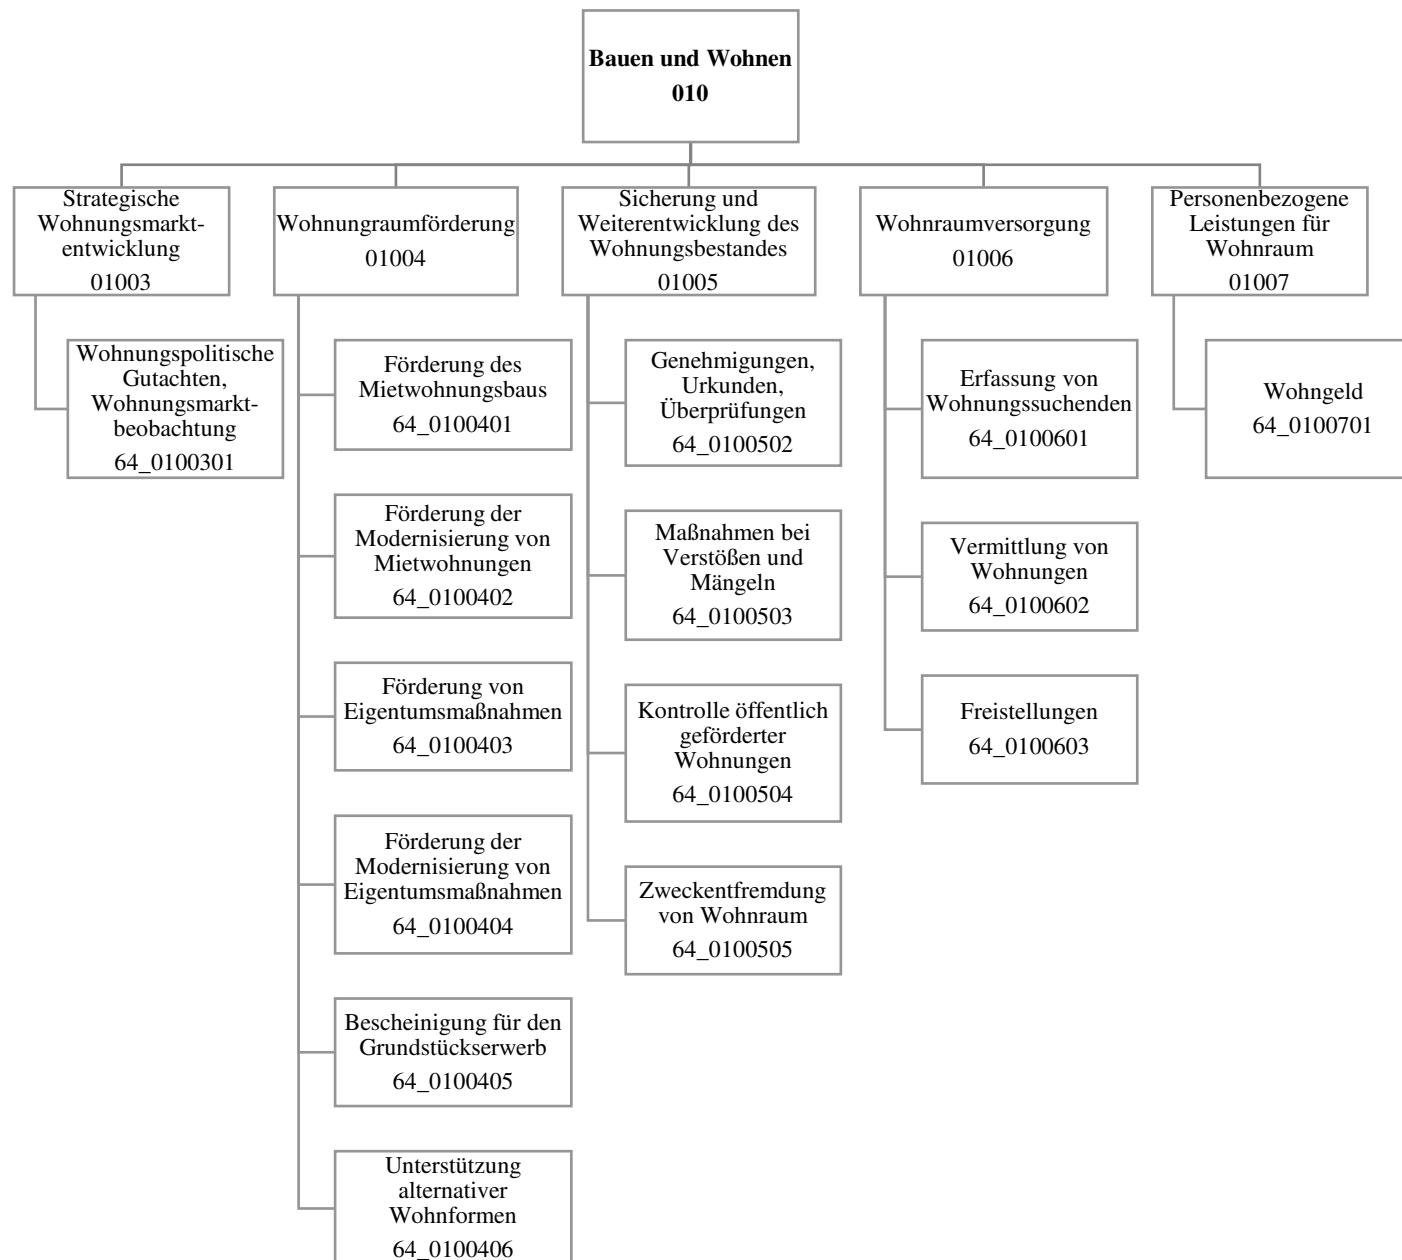 Bauen und Wohnen
010
Strategische
Wohnungsmarkt-
entwicklung
01003
Wohnungspolitische
Gutachten,
Wohnungsmarkt-
beobachtung
64_0100301
Wohnungraumförderung
01004
Förderung des
Mietwohnungsbaus
64_0100401
Förderung der
Modernisierung von
Mietwohnungen
64_0100402
Förderung von
Eigentumsmaßnahmen
64_0100403
Förderung der
Modernisierung von
Eigentumsmaßnahmen
64_0100404
Bescheinigung für den
Grundstückserwerb
64_0100405
Unterstützung
alternativer
Wohnformen
64_0100406
Sicherung und
Weiterentwicklung des
Wohnungsbestandes
01005
Genehmigungen,
Urkunden,
Überprüfungen
64_0100502
Maßnahmen bei
Verstößen und
Mängeln
64_0100503
Kontrolle öffentlich
geförderter
Wohnungen
64_0100504
Zweckentfremdung
von Wohnraum
64_0100505
Wohnraumversorgung
01006
Erfassung von
Wohnungssuchenden
64_0100601
Vermittlung von
Wohnungen
64_0100602
Freistellungen
64_0100603
Personenbezogene
Leistungen für
Wohnraum
01007
Wohngeld
64_0100701